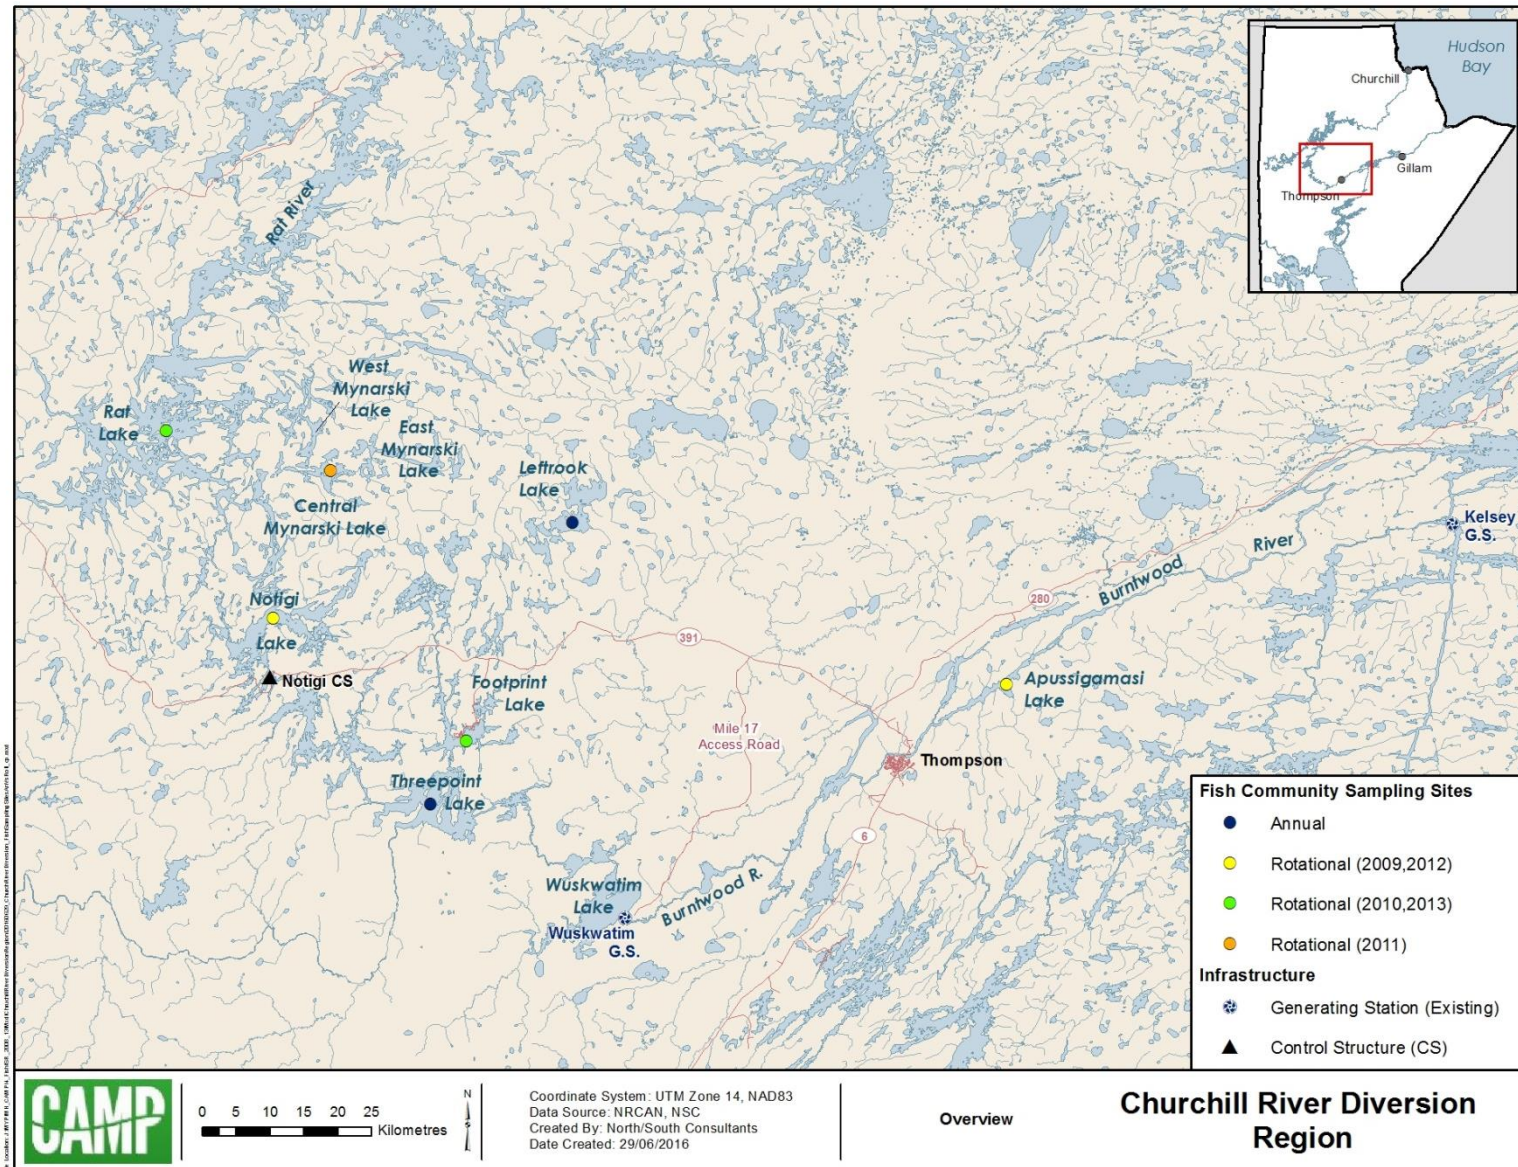 Hudson
Bay
Churchill
Gillam
Thompson
Rat River
West
Mynarski
Lake
Rat
Lake
East
Mynarski
Lake
Leftrook
Lake
Central
Mynarski Lake
Kelsey
G.S.
River
Burntwood
280
Notigi
Lake
391
Notigi CS
Footprint
Lake
Apussigamasi
Lake
Mile 17
Access Road
Thompson
Threepoint
Lake
6
Wuskwatim
Lake
Burntwood R.
Wuskwatim
G.S.
Fish Community Sampling Sites
Annual
Rotational (2009,2012)
Rotational (2010,2013)
Rotational (2011)
Infrastructure
Generating Station (Existing)
Control Structure (CS)
CAMP
0 5 10 15 20 25
Kilometres
N
Coordinate System: UTM Zone 14, NAD83
Data Source: NRCAN, NSC
Created By: North/South Consultants
Date Created: 29/06/2016
Overview
Churchill River Diversion
Region